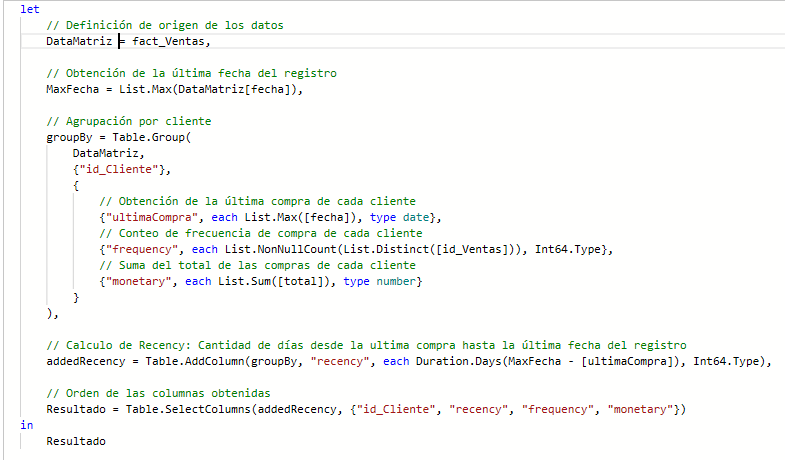 let
// Definición de origen de los datos
DataMatriz = fact_Ventas,
// Obtención de la última fecha del registro
MaxFecha = List.Max(DataMatriz[fecha]),
// Agrupación por cliente
groupBy = Table.Group(
DataMatriz,
{"id_Cliente"},
{
// Obtención de la última compra de cada cliente
{"ultimaCompra", each List.Max([fecha]), type date},
// Conteo de frecuencia de compra de cada cliente
{"frequency", each List.NonNullCount(List.Distinct([id_Ventas])), Int64.Type},
// Suma del total de las compras de cada cliente
{"monetary", each List.Sum([total]), type number}
}
),
// Calculo de Recency: Cantidad de días desde la ultima compra hasta la última fecha del registro
addedRecency = Table.AddColumn(groupBy, "recency", each Duration.Days(MaxFecha - [ultimaCompra]), Int64.Type),
// Orden de las columnas obtenidas
Resultado = Table.SelectColumns(addedRecency, {"id_Cliente", "recency", "frequency", "monetary"})
in
Resultado